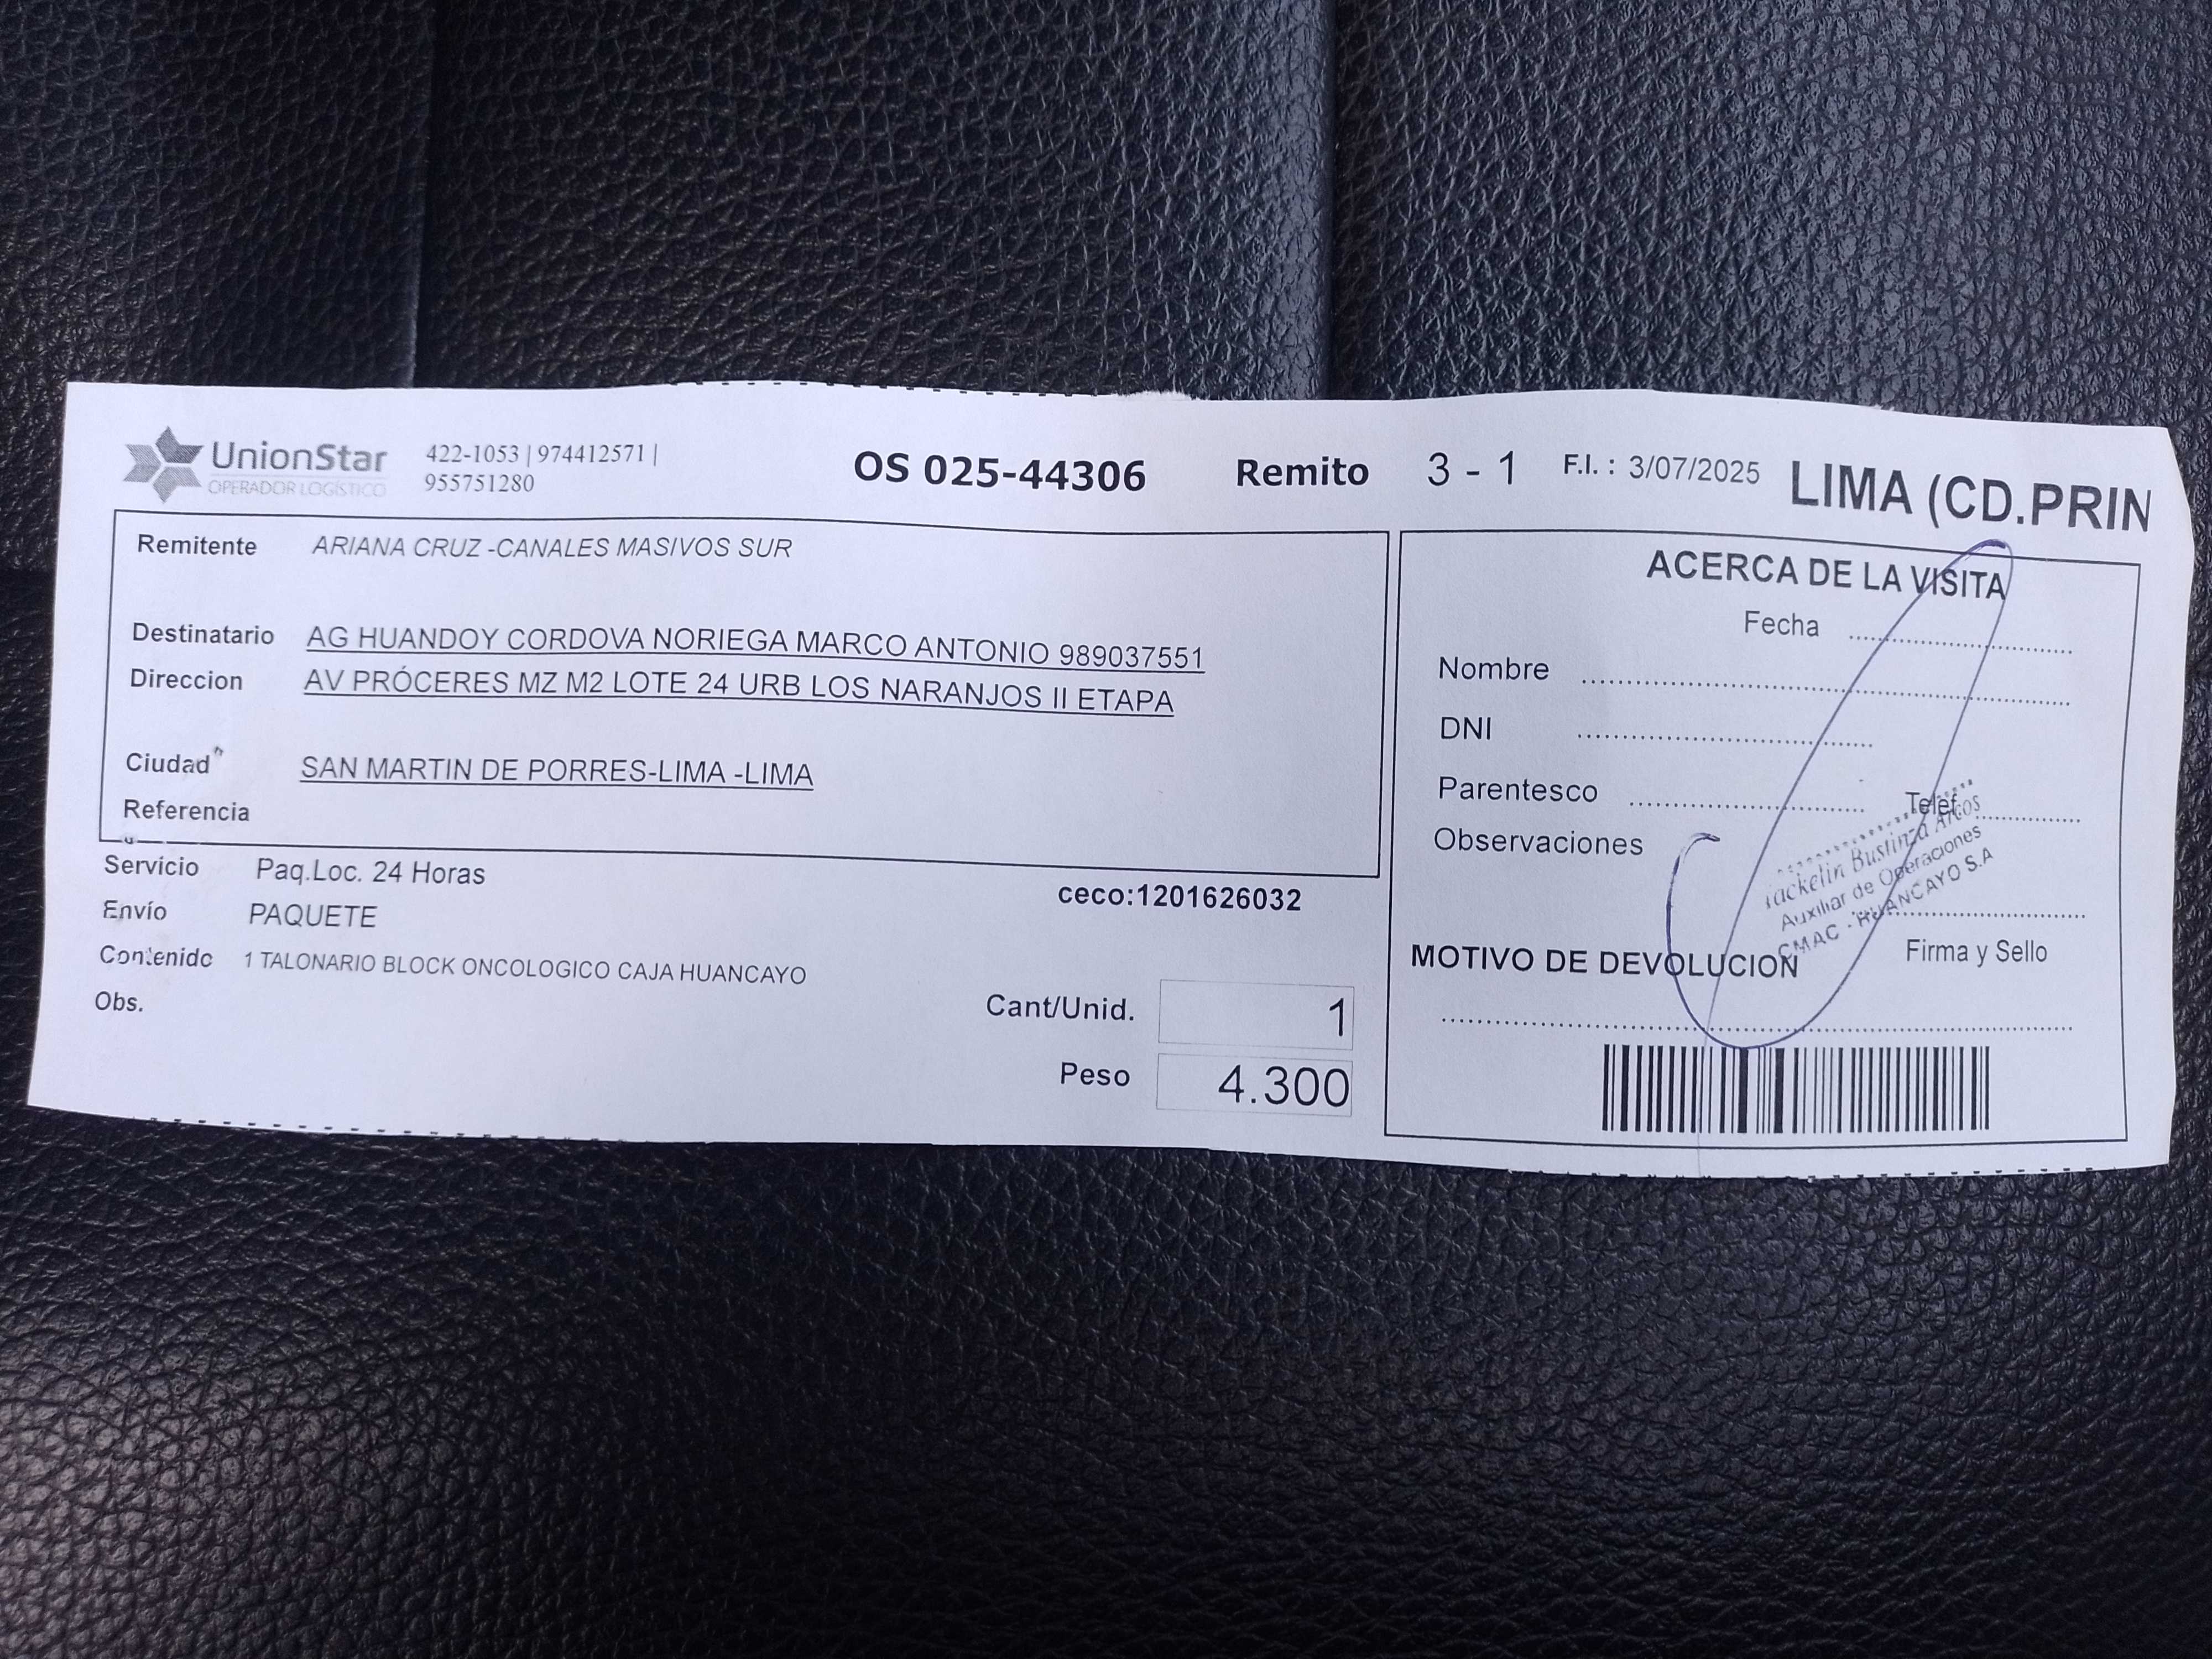 UnionStar
OPERADOR LOGÍSTICO
422-1053 | 974412571 |
955751280
OS 025-44306
Remito 3 - 1
F.I. : 3/07/2025
LIMA (CD.PRIN
Remitente ARIANA CRUZ -CANALES MASIVOS SUR
Destinatario AG HUANDOY CORDOVA NORIEGA MARCO ANTONIO 989037551
Direccion AV PRÓCERES MZ M2 LOTE 24 URB LOS NARANJOS II ETAPA
Ciudad SAN MARTIN DE PORRES-LIMA -LIMA
Referencia
Servicio Paq.Loc. 24 Horas
ceco:1201626032
Envío PAQUETE
Contenido 1 TALONARIO BLOCK ONCOLOGICO CAJA HUANCAYO
Obs.
Cant/Unid. 1
Peso 4.300
ACERCA DE LA VISITA
Fecha
Nombre
DNI
Parentesco
Telef.
Observaciones
Jackelin Bustinza Arcos
Auxiliar de Operaciones
CMAC - HUANCAYO S.A
MOTIVO DE DEVOLUCION
Firma y Sello